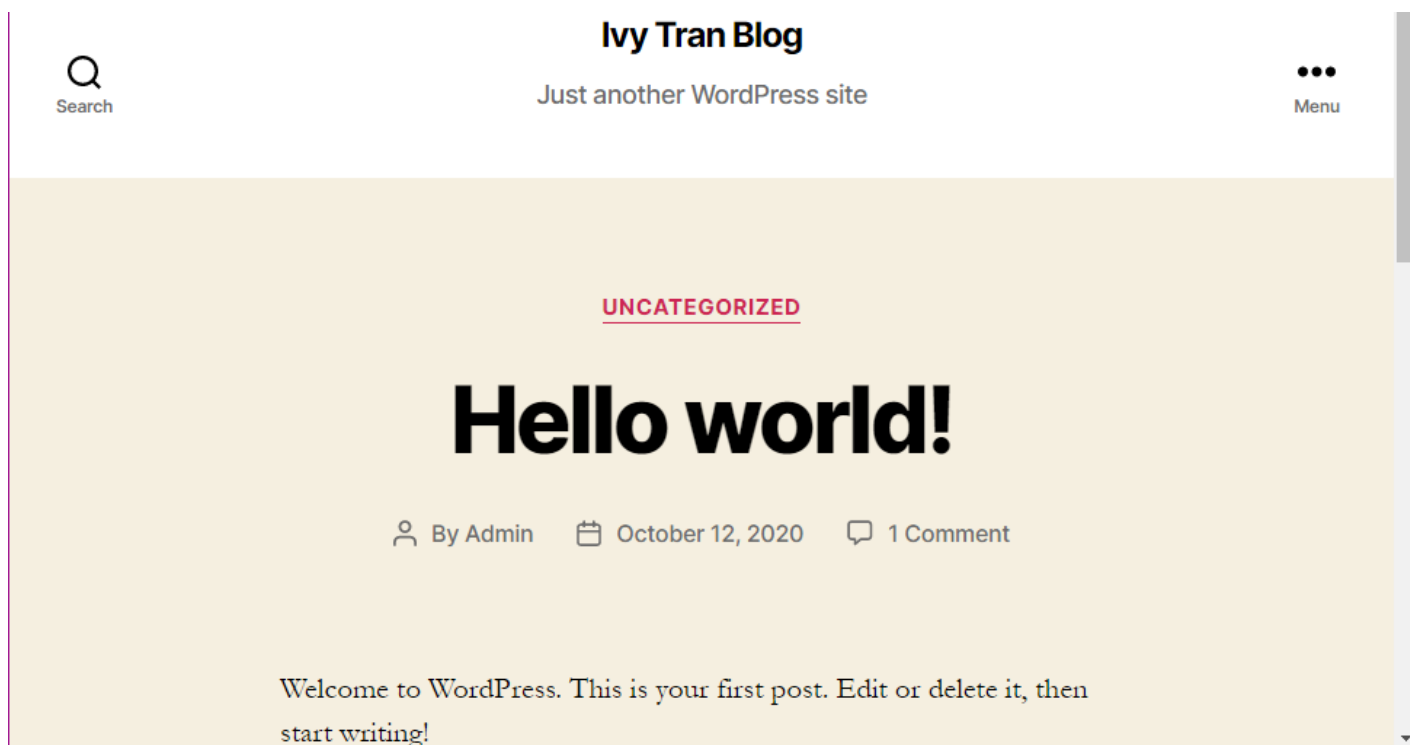 Ivy Tran Blog
Just another WordPress site
Search
Menu
UNCATEGORIZED
Hello world!
By Admin October 12, 2020 1 Comment
Welcome to WordPress. This is your first post. Edit or delete it, then
start writing!